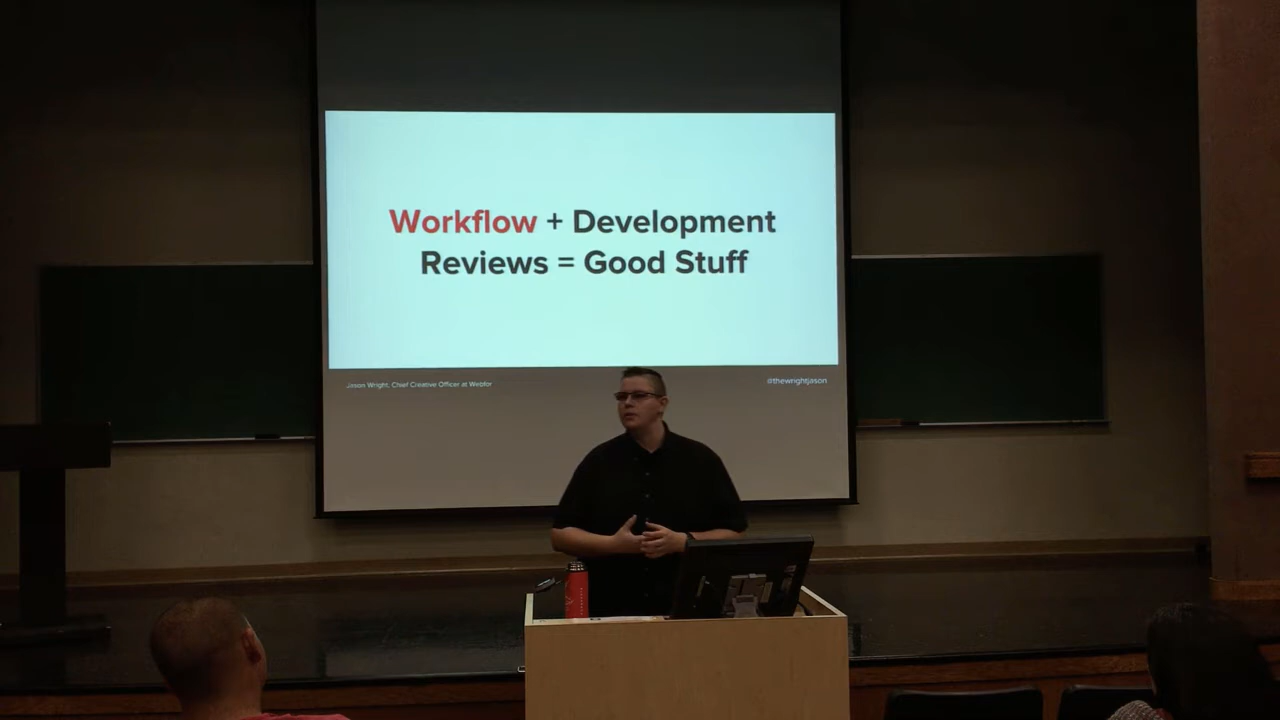 Workflow + Development
Reviews = Good Stuff
Jason Wright, Chief Creative Officer at Webfor
@thewrightjason